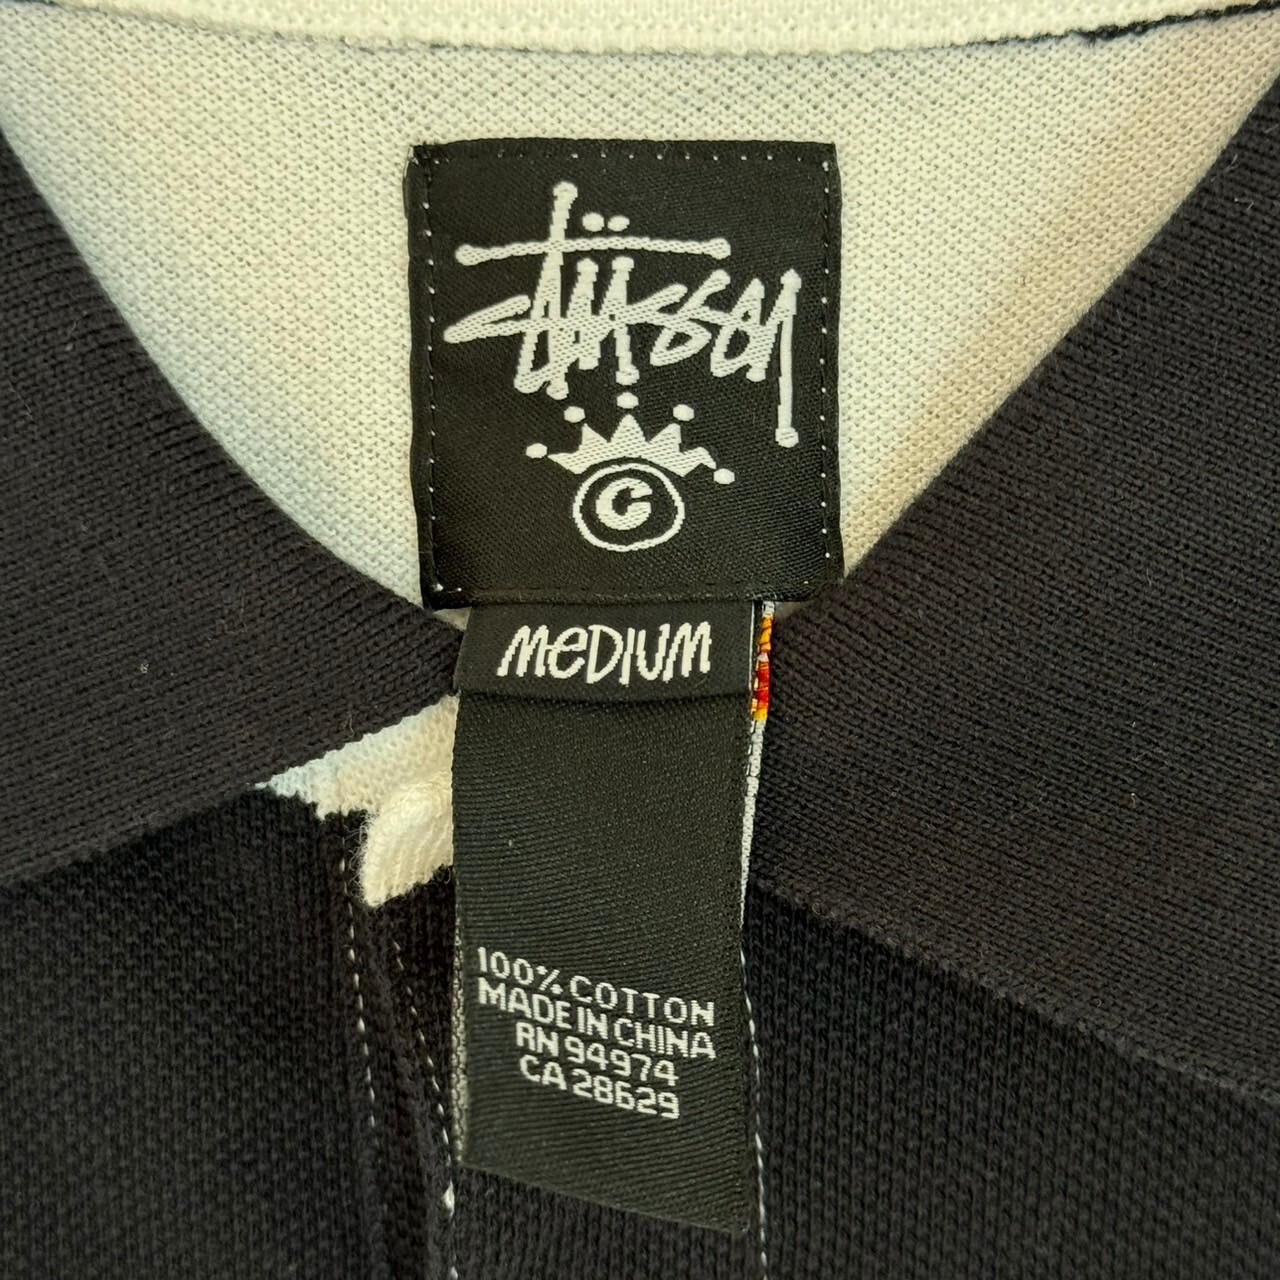 Stüssy
©
MEDIUM
100% COTTON
MADE IN CHINA
RN 94974
CA 28629